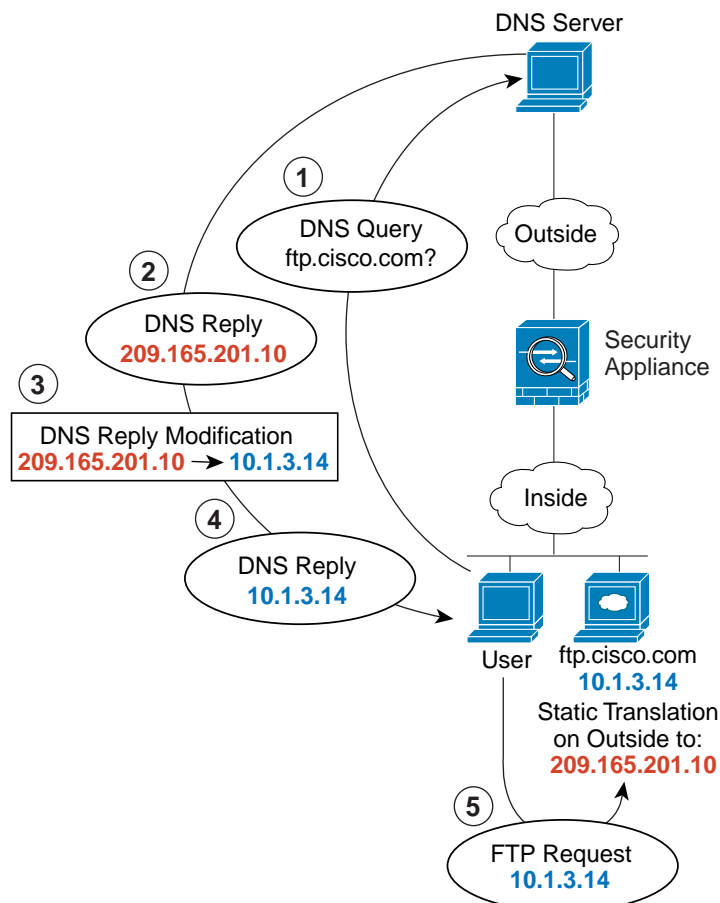 DNS Server
1
DNS Query
ftp.cisco.com?
Outside
2
DNS Reply
209.165.201.10
Security
Appliance
3
DNS Reply Modification
209.165.201.10 → 10.1.3.14
Inside
4
DNS Reply
10.1.3.14
User
ftp.cisco.com
10.1.3.14
Static Translation
on Outside to:
209.165.201.10
5
FTP Request
10.1.3.14